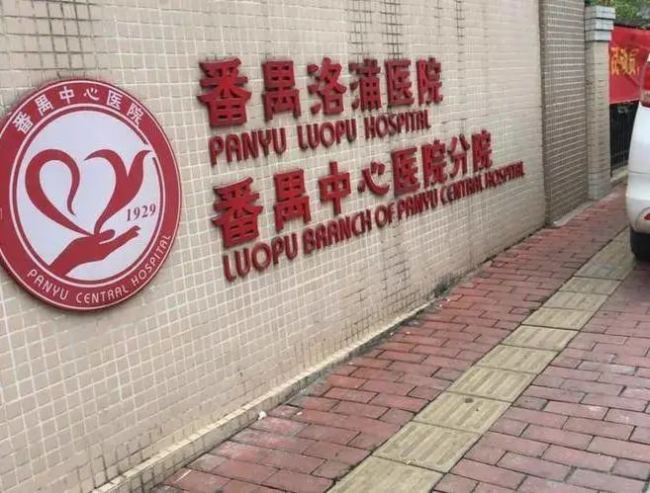 番禺中心医院
1929
PANYU CENTRAL HOSPITAL
番禺洛蒲医院
PANYU LUOPU HOSPITAL
番禺中心医院分院
LUOPU BRANCH OF PANYU CENTRAL HOSPITAL